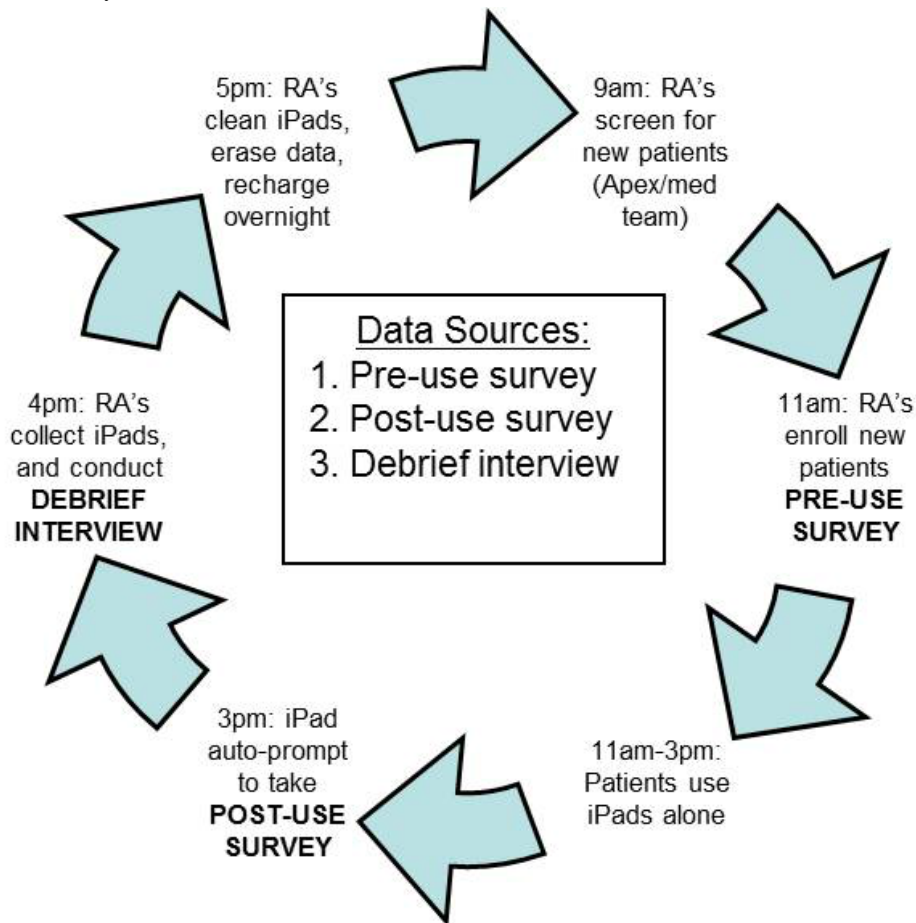 5pm: RA's
clean iPads,
erase data,
recharge
overnight
9am: RA's
screen for
new patients
(Apex/med
team)
Data Sources:
1. Pre-use survey
2. Post-use survey
3. Debrief interview
11am: RA's
enroll new
patients
PRE-USE
SURVEY
11am-3pm:
Patients use
iPads alone
3pm: iPad
auto-prompt
to take
POST-USE
SURVEY
4pm: RA's
collect iPads,
and conduct
DEBRIEF
INTERVIEW